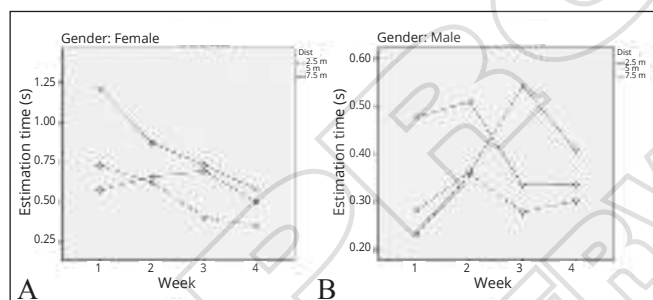 Gender: Female
Dist
2.5 m
5 m
7.5 m
Estimation time (s)
1.25
1.00
0.75
0.50
0.25
1 2 3 4
Week
A
Gender: Male
Dist
2.5 m
5 m
7.5 m
Estimation time (s)
0.60
0.50
0.40
0.30
0.20
1 2 3 4
Week
B